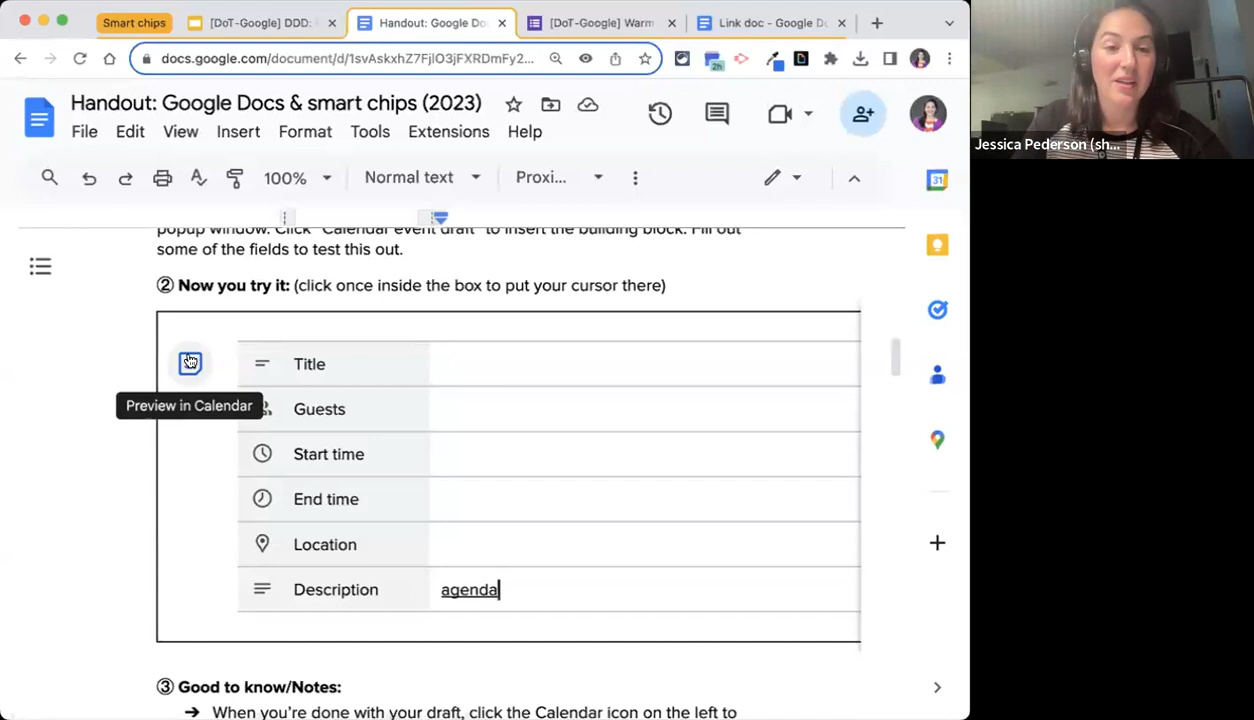 Smart chips
[DoT-Google] DDD:
Handout: Google Do
[DoT-Google] Warm
Link doc - Google Do
docs.google.com/document/d/1svAskxhZ7FjlO3jFXRDmFy2...
2h
Handout: Google Docs & smart chips (2023)
File Edit View Insert Format Tools Extensions Help
100% Normal text Proxi...
31
popup window. Click "Calendar event draft" to insert the building block. Fill out
some of the fields to test this out.
② Now you try it: (click once inside the box to put your cursor there)
Title
Preview in Calendar
Guests
Start time
End time
Location
Description agenda
③ Good to know/Notes:
➔ When you're done with your draft, click the Calendar icon on the left to
Jessica Pederson (sh...